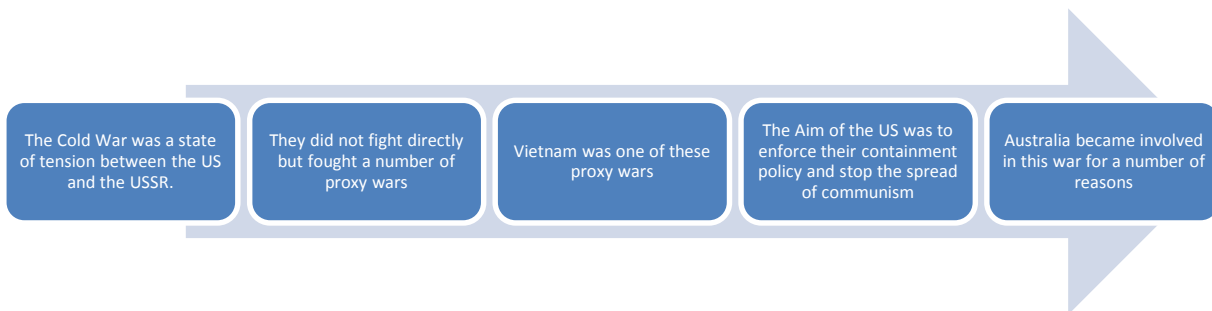 The Cold War was a state
of tension between the US
and the USSR.
They did not fight directly
but fought a number of
proxy wars
Vietnam was one of these
proxy wars
The Aim of the US was to
enforce their containment
policy and stop the spread
of communism
Australia became involved
in this war for a number of
reasons